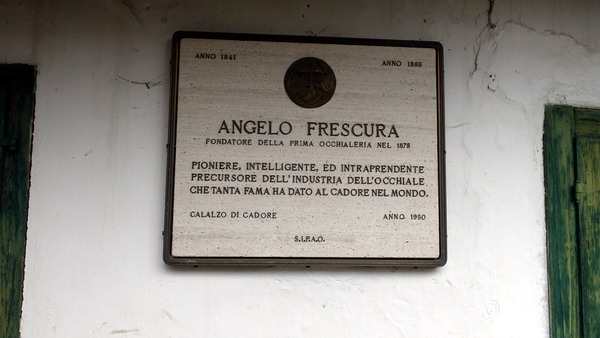 ANNO 1841 ANNO 1886
ANGELO FRESCURA
FONDATORE DELLA PRIMA OCCHIALERIA NEL 1878
PIONIERE, INTELLIGENTE, ED INTRAPRENDENTE
PRECURSORE DELL'INDUSTRIA DELL'OCCHIALE
CHE TANTA FAMA HA DATO AL CADORE NEL MONDO.
CALALZO DI CADORE ANNO 1990
S.I.P.A.O.